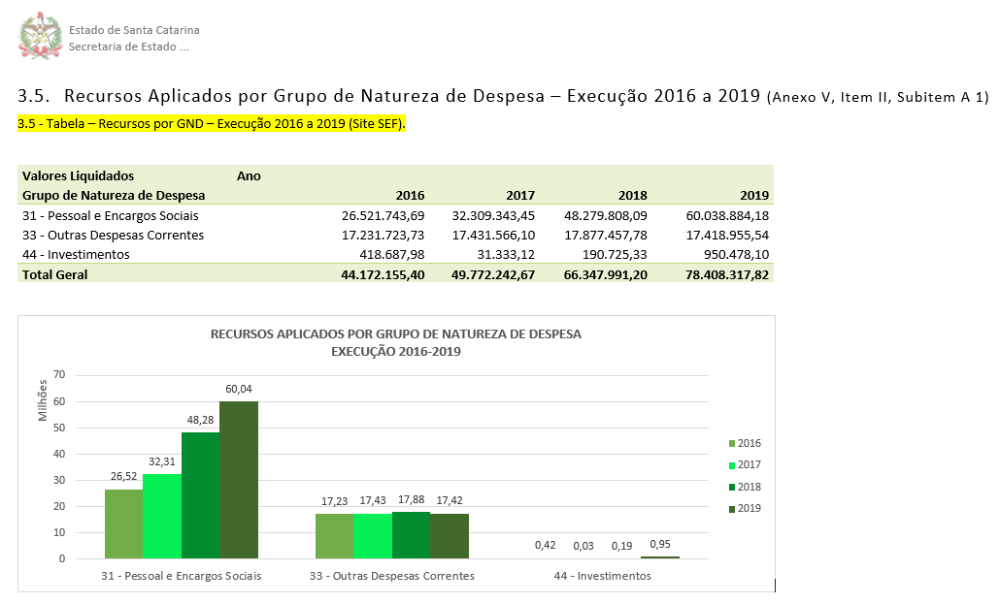 Estado de Santa Catarina
Secretaria de Estado ...
3.5. Recursos Aplicados por Grupo de Natureza de Despesa – Execução 2016 a 2019 (Anexo V, Item II, Subitem A 1)
3.5 - Tabela – Recursos por GND – Execução 2016 a 2019 (Site SEF).
Valores Liquidados Ano
Grupo de Natureza de Despesa 2016 2017 2018 2019
31 - Pessoal e Encargos Sociais 26.521.743,69 32.309.343,45 48.279.808,09 60.038.884,18
33 - Outras Despesas Correntes 17.231.723,73 17.431.566,10 17.877.457,78 17.418.955,54
44 - Investimentos 418.687,98 31.333,12 190.725,33 950.478,10
Total Geral 44.172.155,40 49.772.242,67 66.347.991,20 78.408.317,82
RECURSOS APLICADOS POR GRUPO DE NATUREZA DE DESPESA
EXECUÇÃO 2016-2019
Milhões
70
60
50
40
30
20
10
0
26,52 32,31 48,28 60,04
17,23 17,43 17,88 17,42
0,42 0,03 0,19 0,95
31 - Pessoal e Encargos Sociais 33 - Outras Despesas Correntes 44 - Investimentos
2016
2017
2018
2019